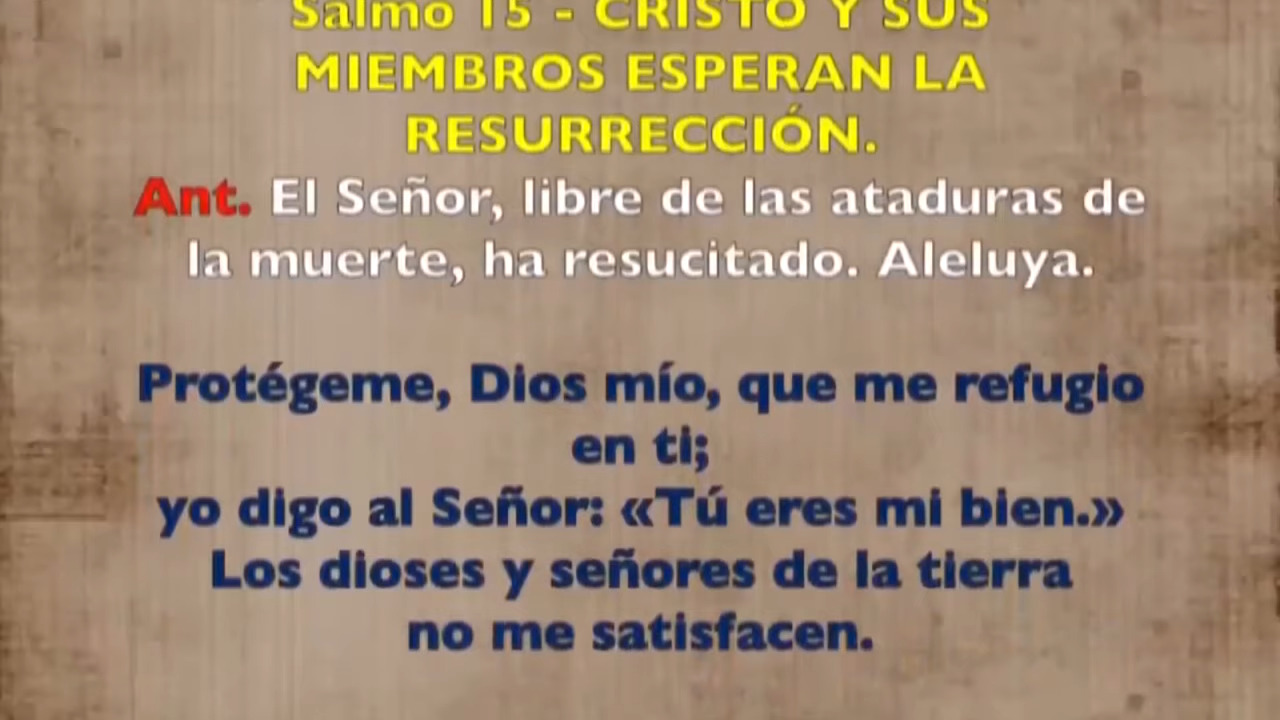 Salmo 15 - CRISTO Y SUS
MIEMBROS ESPERAN LA
RESURRECCIÓN.
Ant. El Señor, libre de las ataduras de
la muerte, ha resucitado. Aleluya.
Protégeme, Dios mío, que me refugio
en ti;
yo digo al Señor: «Tú eres mi bien.»
Los dioses y señores de la tierra
no me satisfacen.